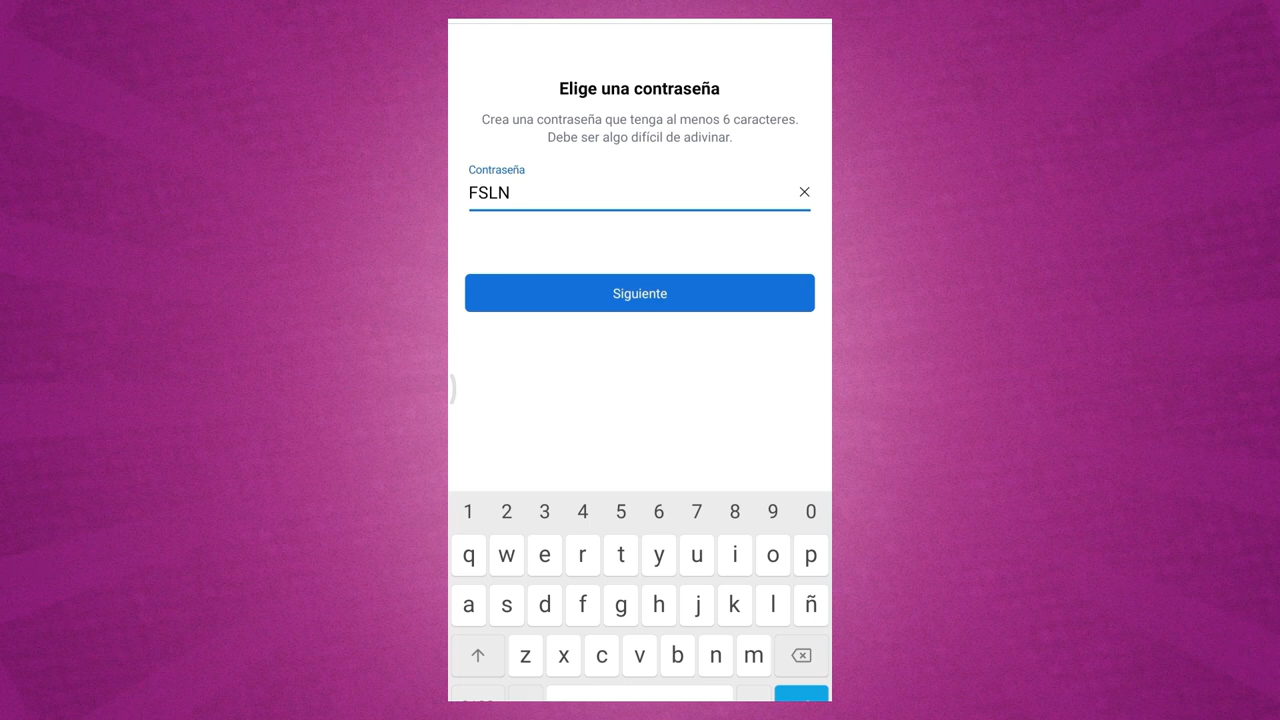 Elige una contraseña
Crea una contraseña que tenga al menos 6 caracteres.
Debe ser algo difícil de adivinar.
Contraseña
FSLN
Siguiente
1 2 3 4 5 6 7 8 9 0
q w e r t y u i o p
a s d f g h j k l ñ
z x c v b n m